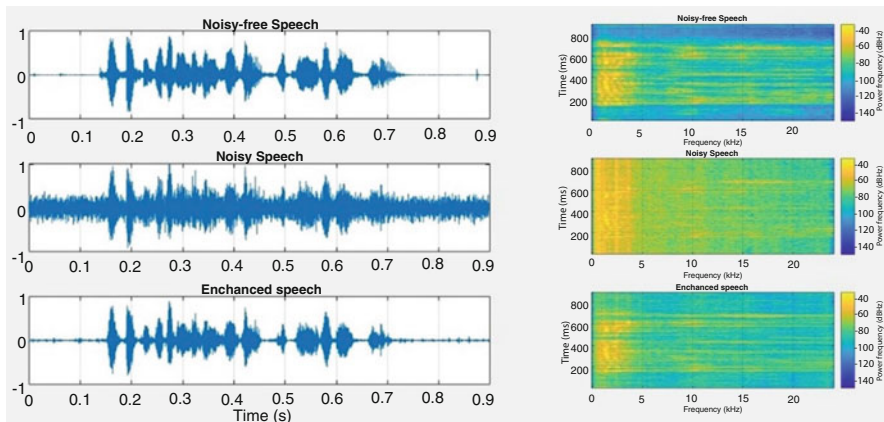 Noisy-free Speech
1
0
-1
0 0.1 0.2 0.3 0.4 0.5 0.6 0.7 0.8 0.9
Noisy Speech
1
0
-1
0 0.1 0.2 0.3 0.4 0.5 0.6 0.7 0.8 0.9
Enchanced speech
1
0
-1
0 0.1 0.2 0.3 0.4 0.5 0.6 0.7 0.8 0.9
Time (s)
Noisy-free Speech
Time (ms)
800
600
400
200
0 5 10 15 20
Frequency (kHz)
-40
-60
-80
-100
-120
-140
Power frequency (dBHz)
Noisy Speech
Time (ms)
800
600
400
200
0 5 10 15 20
Frequency (kHz)
-40
-60
-80
-100
-120
-140
Power frequency (dBHz)
Enchanced speech
Time (ms)
800
600
400
200
0 5 10 15 20
Frequency (kHz)
-40
-60
-80
-100
-120
-140
Power frequency (dBHz)